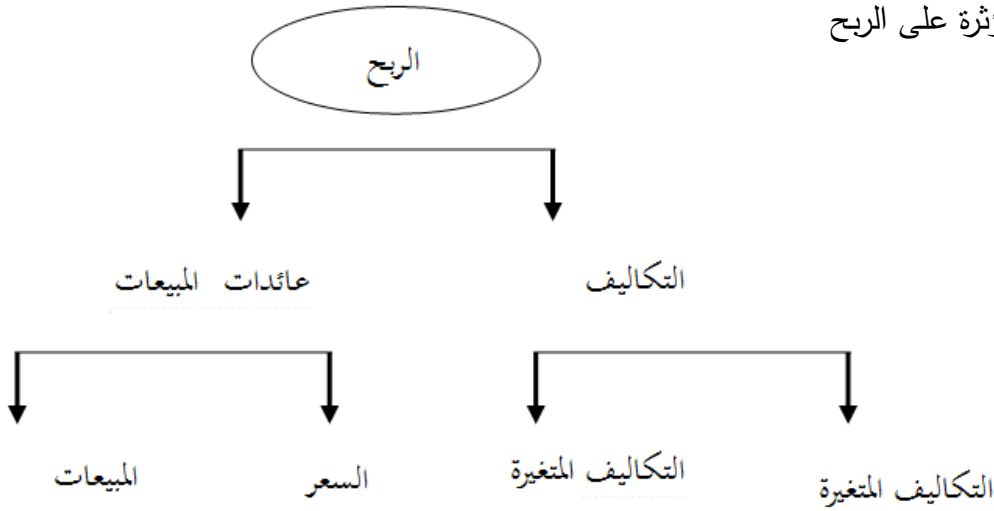 على الربح
الربح
التكاليف
عائدات المبيعات
التكاليف المتغيرة
التكاليف المتغيرة
السعر
المبيعات